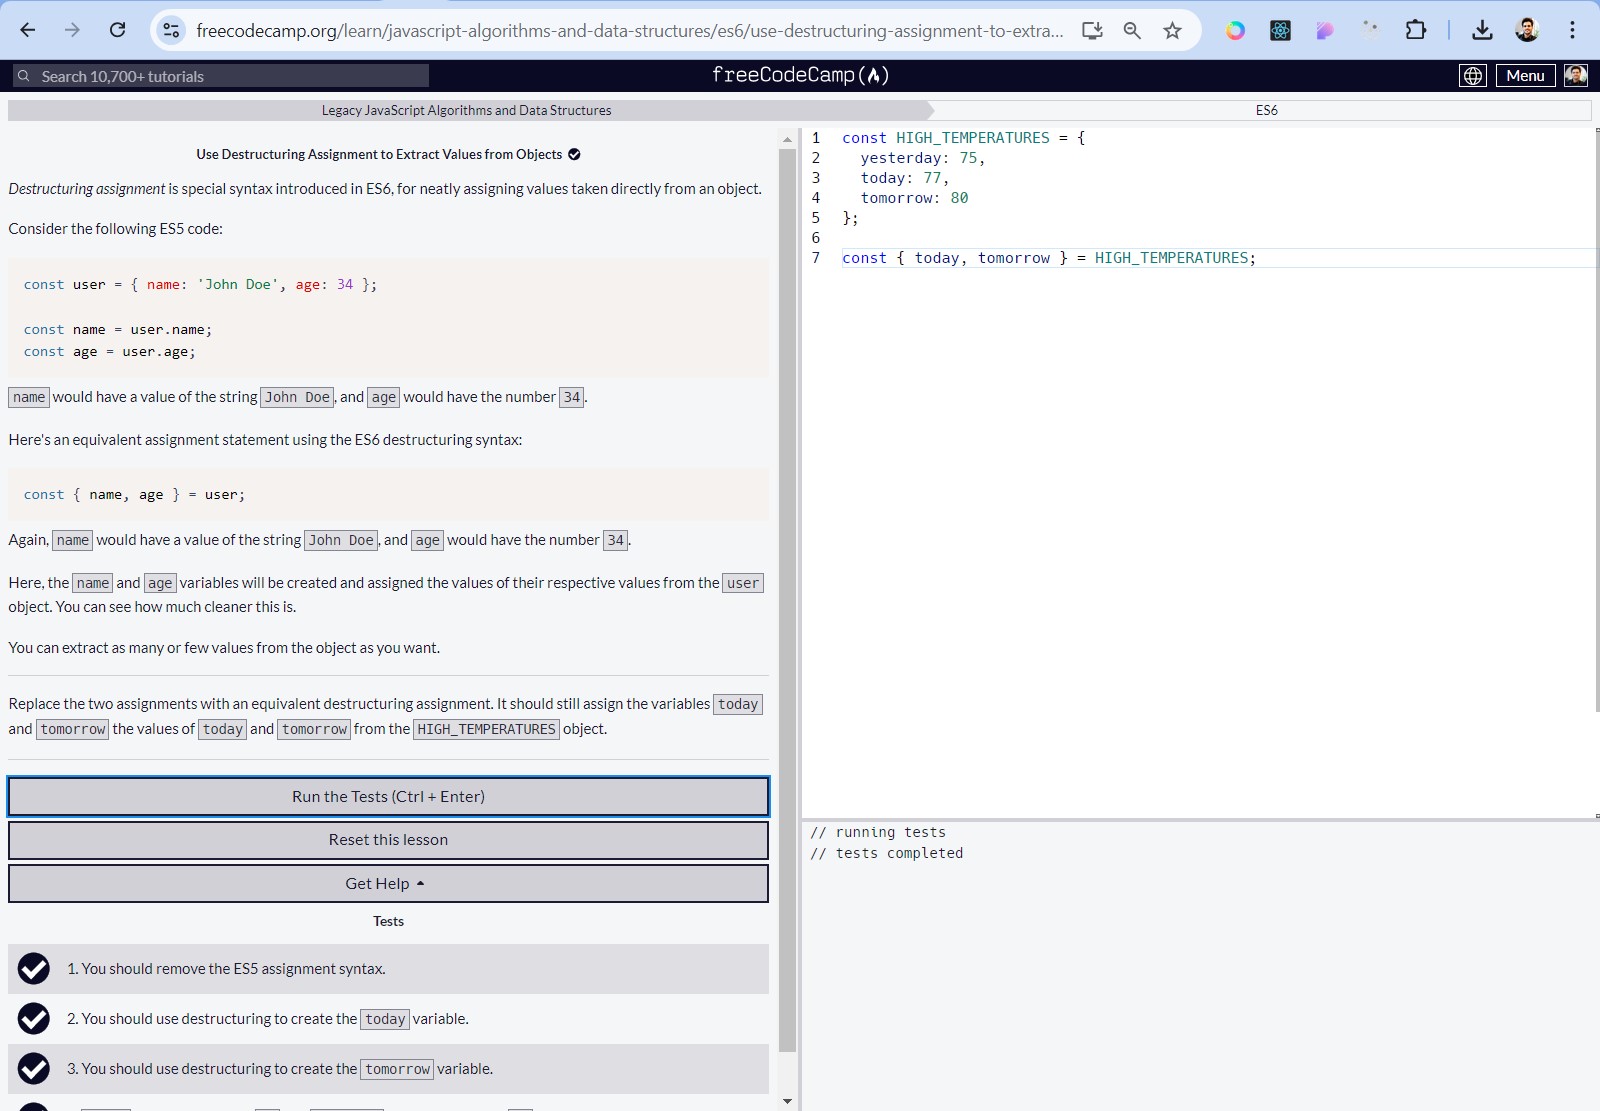 freecodecamp.org/learn/javascript-algorithms-and-data-structures/es6/use-destructuring-assignment-to-extra...
Search 10,700+ tutorials
freeCodeCamp
Menu
Legacy JavaScript Algorithms and Data Structures
ES6
Use Destructuring Assignment to Extract Values from Objects
Destructuring assignment is special syntax introduced in ES6, for neatly assigning values taken directly from an object.
Consider the following ES5 code:
const user = { name: 'John Doe', age: 34 };
const name = user.name;
const age = user.age;
name would have a value of the string John Doe, and age would have the number 34.
Here's an equivalent assignment statement using the ES6 destructuring syntax:
const { name, age } = user;
Again, name would have a value of the string John Doe, and age would have the number 34.
Here, the name and age variables will be created and assigned the values of their respective values from the user
object. You can see how much cleaner this is.
You can extract as many or few values from the object as you want.
Replace the two assignments with an equivalent destructuring assignment. It should still assign the variables today
and tomorrow the values of today and tomorrow from the HIGH_TEMPERATURES object.
Run the Tests (Ctrl + Enter)
Reset this lesson
Get Help
Tests
1. You should remove the ES5 assignment syntax.
2. You should use destructuring to create the today variable.
3. You should use destructuring to create the tomorrow variable.
1 const HIGH_TEMPERATURES = {
2 yesterday: 75,
3 today: 77,
4 tomorrow: 80
5 };
6
7 const { today, tomorrow } = HIGH_TEMPERATURES;
// running tests
// tests completed